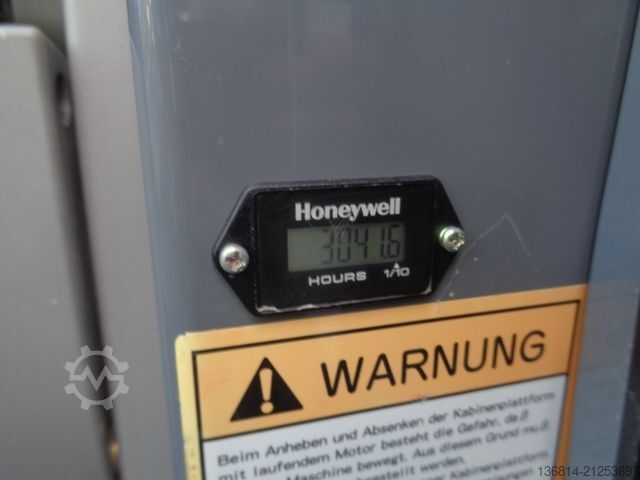 Honeywell
3041.6
HOURS 1/10
WARNUNG
Beim Anheben und Absenken der Kabinenplattform
mit laufendem Motor besteht die Gefahr, daß
Maschine bewegt. Aus diesem Grund muß
werden.
Kabinenplattform
136814-21253697